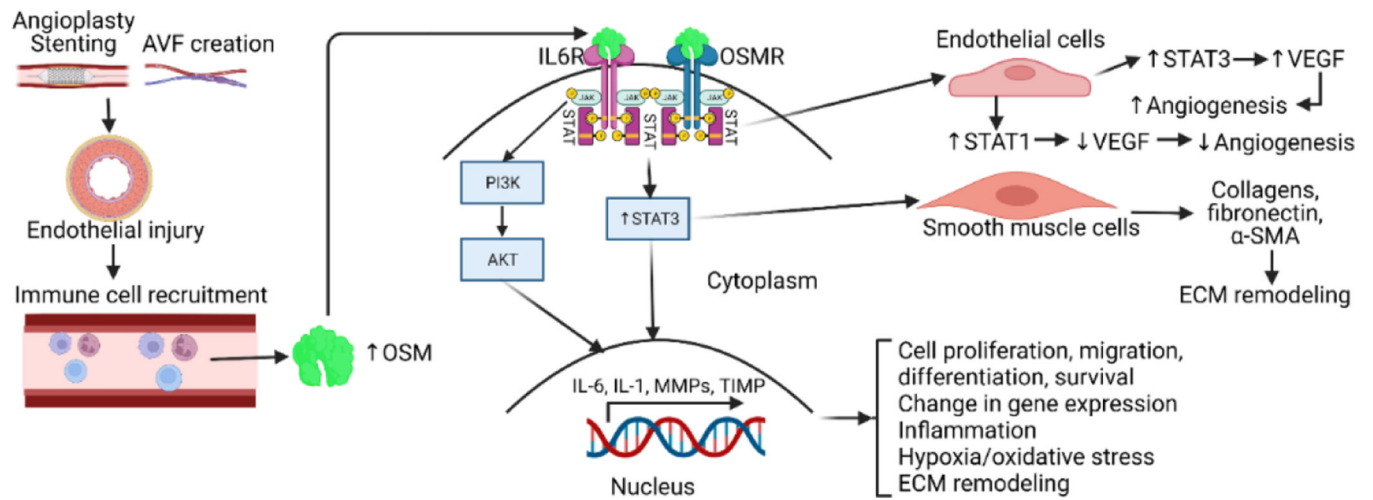 Angioplasty
Stenting
AVF creation
Endothelial injury
Immune cell recruitment
↑OSM
IL6R
OSMR
JAK
JAK
JAK
JAK
P
P
P
P
P
P
P
P
STAT
STAT
STAT
PI3K
AKT
↑STAT3
Cytoplasm
IL-6, IL-1, MMPs, TIMP
Nucleus
Endothelial cells
↑STAT3→↑VEGF
↑Angiogenesis
↑STAT1→↓VEGF→↓Angiogenesis
Smooth muscle cells
Collagens,
fibronectin,
α-SMA
ECM remodeling
Cell proliferation, migration,
differentiation, survival
Change in gene expression
Inflammation
Hypoxia/oxidative stress
ECM remodeling